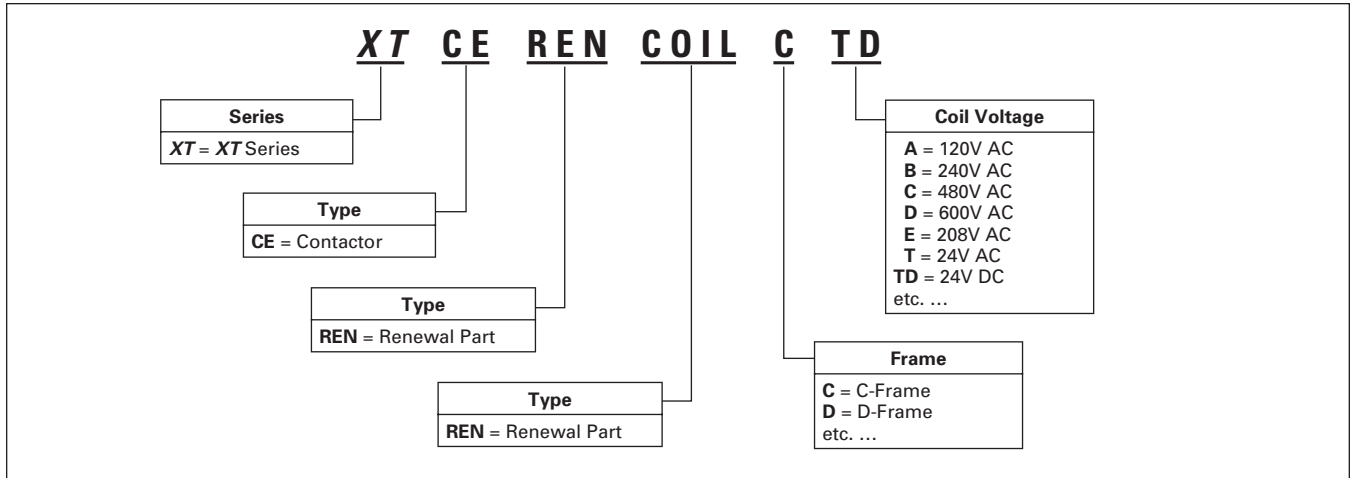 XT CE REN COIL C TD
Series
XT = XT Series
Type
CE = Contactor
Type
REN = Renewal Part
Type
REN = Renewal Part
Coil Voltage
A = 120V AC
B = 240V AC
C = 480V AC
D = 600V AC
E = 208V AC
T = 24V AC
TD = 24V DC
etc. …
Frame
C = C-Frame
D = D-Frame
etc. …